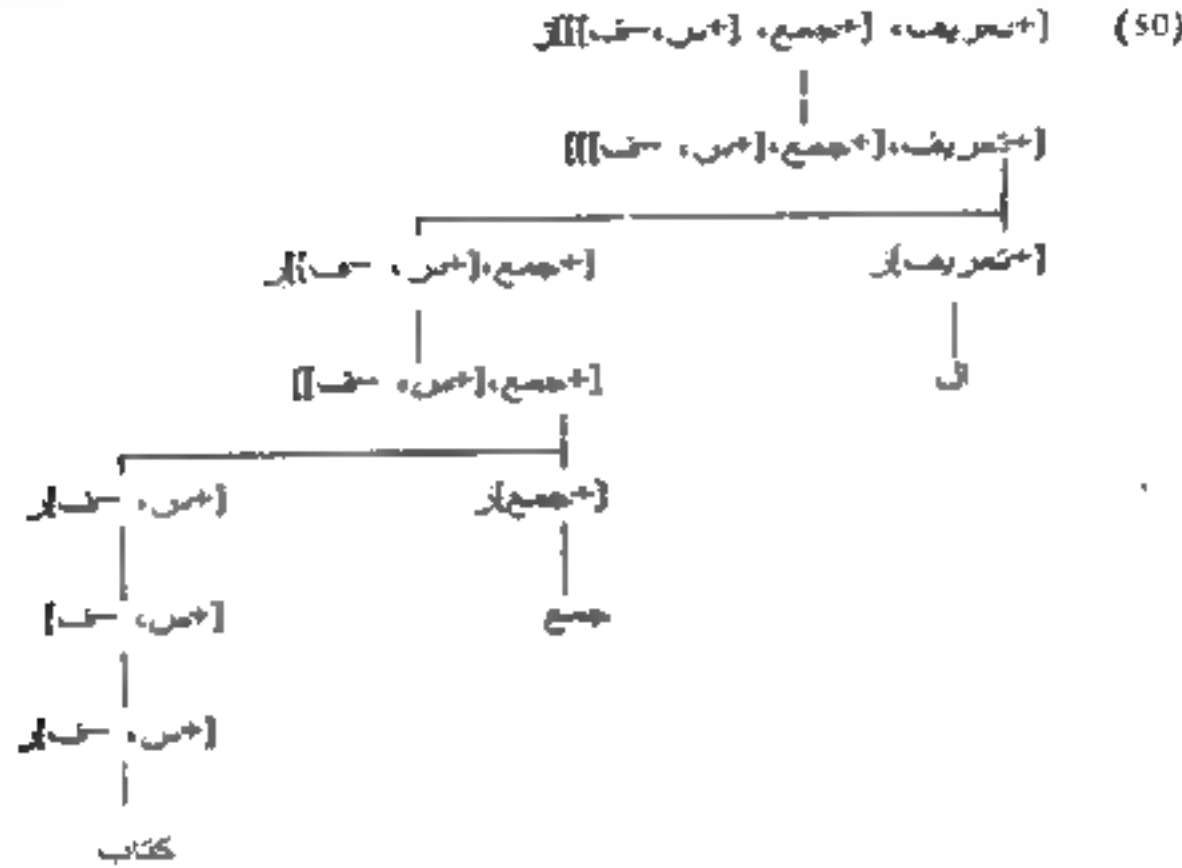 (50) [+تعريف، [+جمع، [+س،–ف]]]ز
[+تعريف،[+جمع،[+س، –ف]]]
[+تعريف]ز [+جمع،[+س، –ف]]ز
ال [+جمع،[+س، –ف]]
[+جمع]ز [+س، –ف]ز
جمع [+س، –ف]
[+س، –ف]ز
كتاب